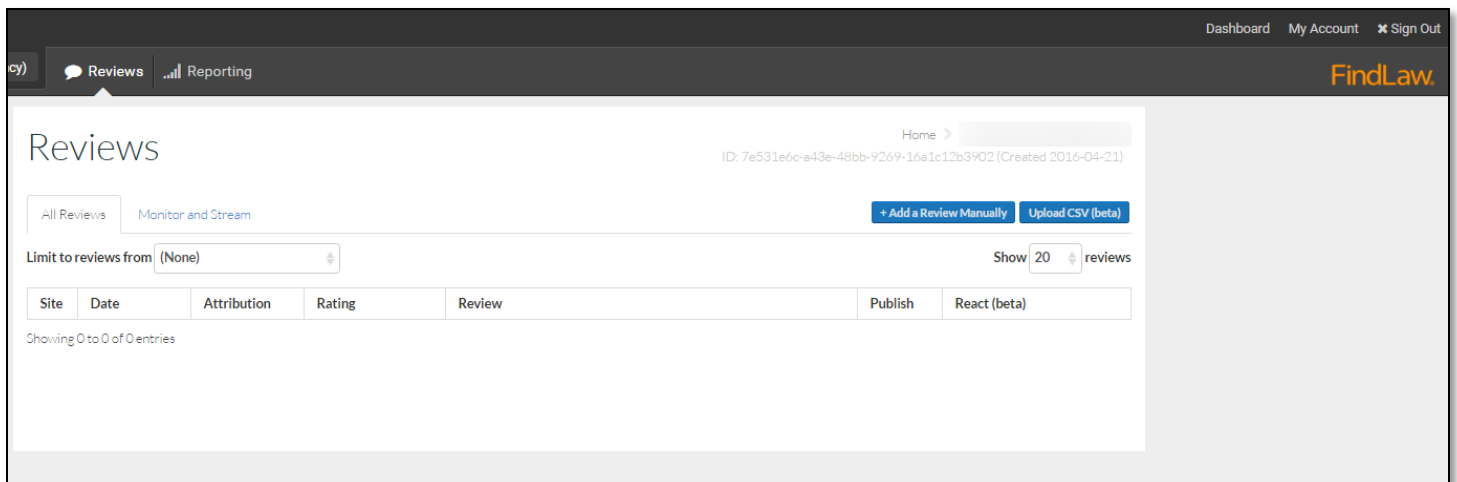 Dashboard My Account ✖ Sign Out
cy) Reviews Reporting FindLaw.
Reviews
Home >
ID: 7e531e6c-a43e-48bb-9269-16a1c12b3902 (Created 2016-04-21)
All Reviews Monitor and Stream + Add a Review Manually Upload CSV (beta)
Limit to reviews from (None) Show 20 reviews
Site Date Attribution Rating Review Publish React (beta)
Showing 0 to 0 of 0 entries